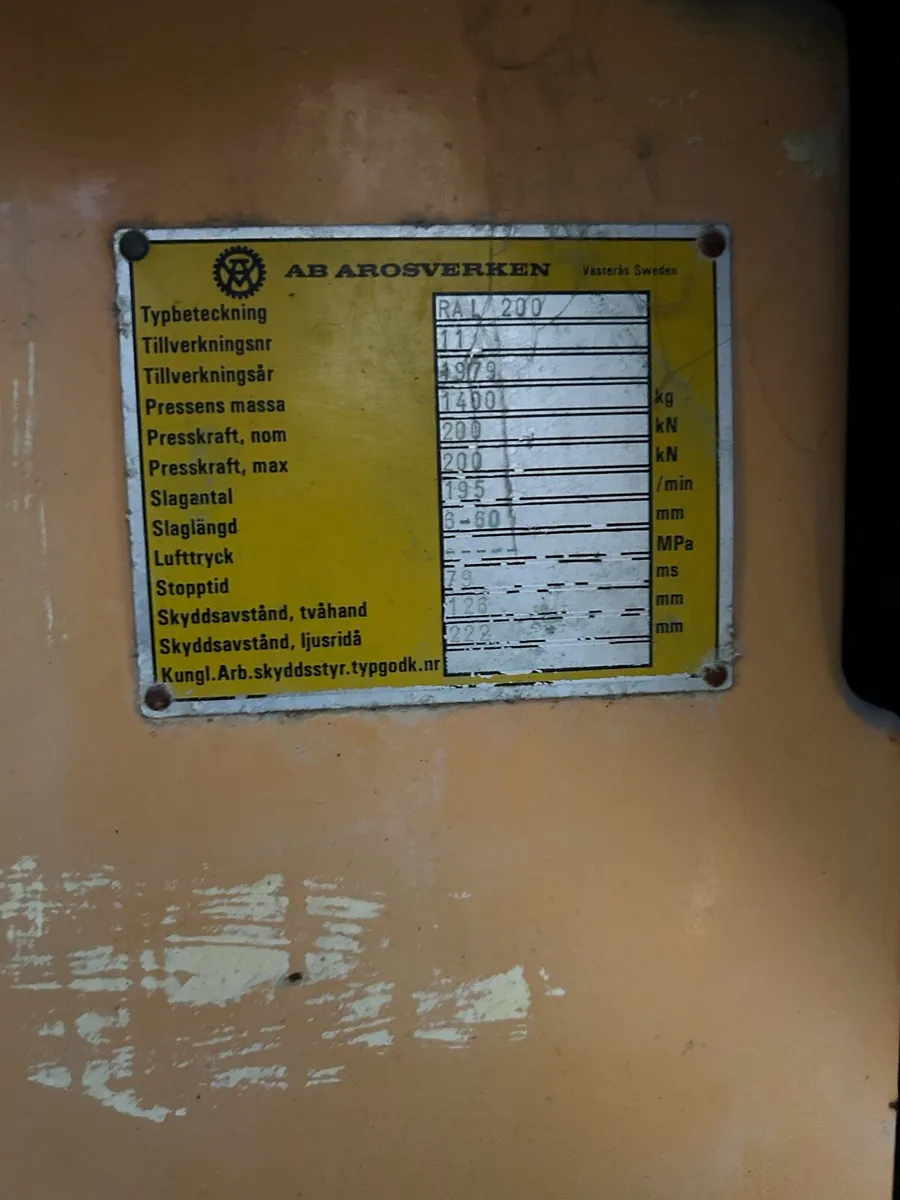 AB AROSVERKEN Västerås Sweden
Typbeteckning RAL 200
Tillverkningsnr 11
Tillverkningsår 1979
Pressens massa 1400 kg
Presskraft, nom 200 kN
Presskraft, max 200 kN
Slagantal 195 /min
Slaglängd 6-60 mm
Lufttryck ----- MPa
Stopptid 79 ms
Skyddsavstånd, tvåhand 126 mm
Skyddsavstånd, ljusridå 222 mm
Kungl.Arb.skyddsstyr.typgodk.nr